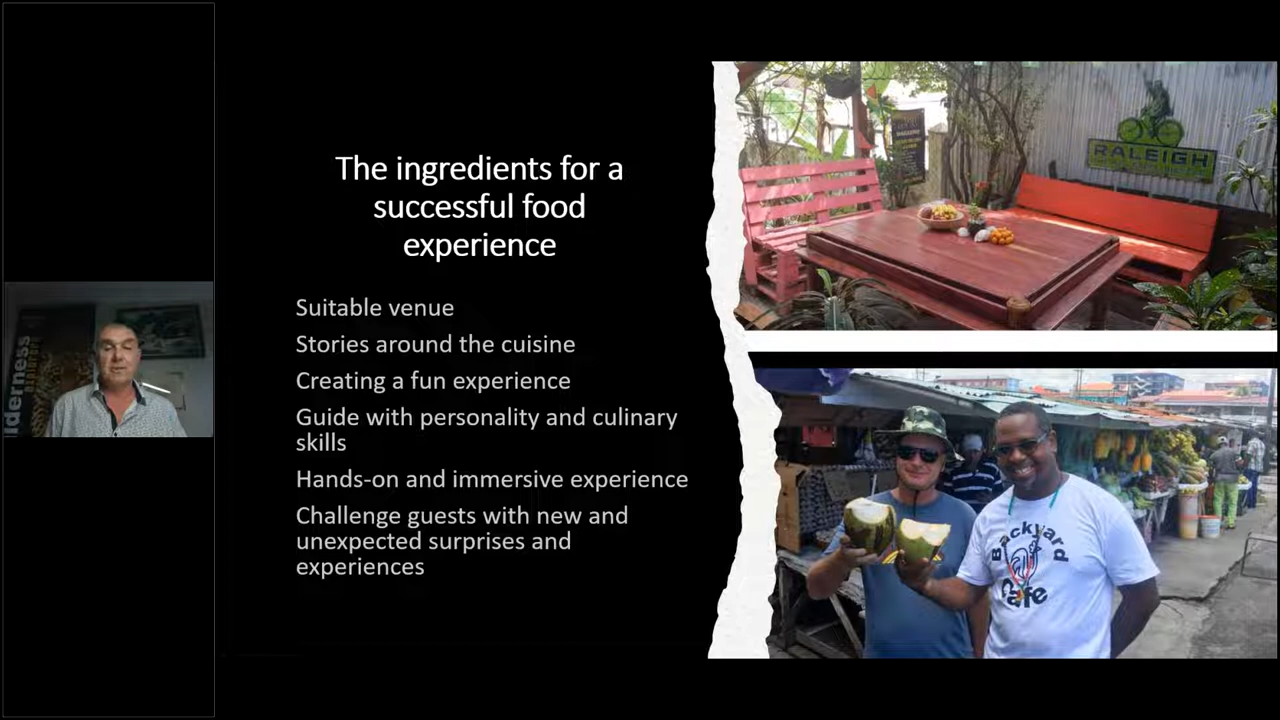 The ingredients for a
successful food
experience
Suitable venue
Stories around the cuisine
Creating a fun experience
Guide with personality and culinary
skills
Hands-on and immersive experience
Challenge guests with new and
unexpected surprises and
experiences
RALEIGH
Backyard
Cafe